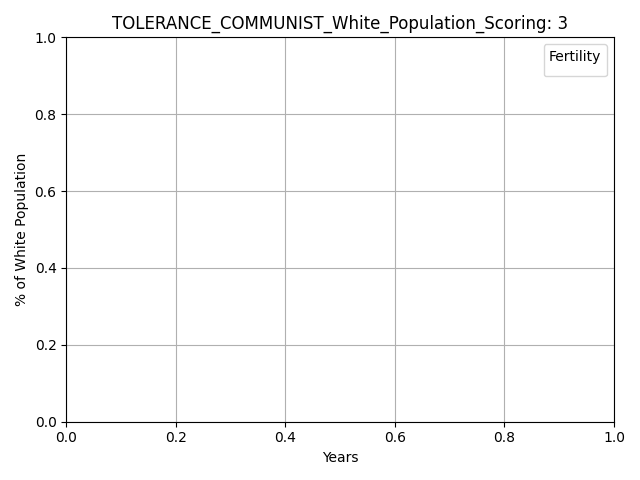 TOLERANCE_COMMUNIST_White_Population_Scoring: 3
Fertility
% of White Population
1.0
0.8
0.6
0.4
0.2
0.0
0.0 0.2 0.4 0.6 0.8 1.0
Years